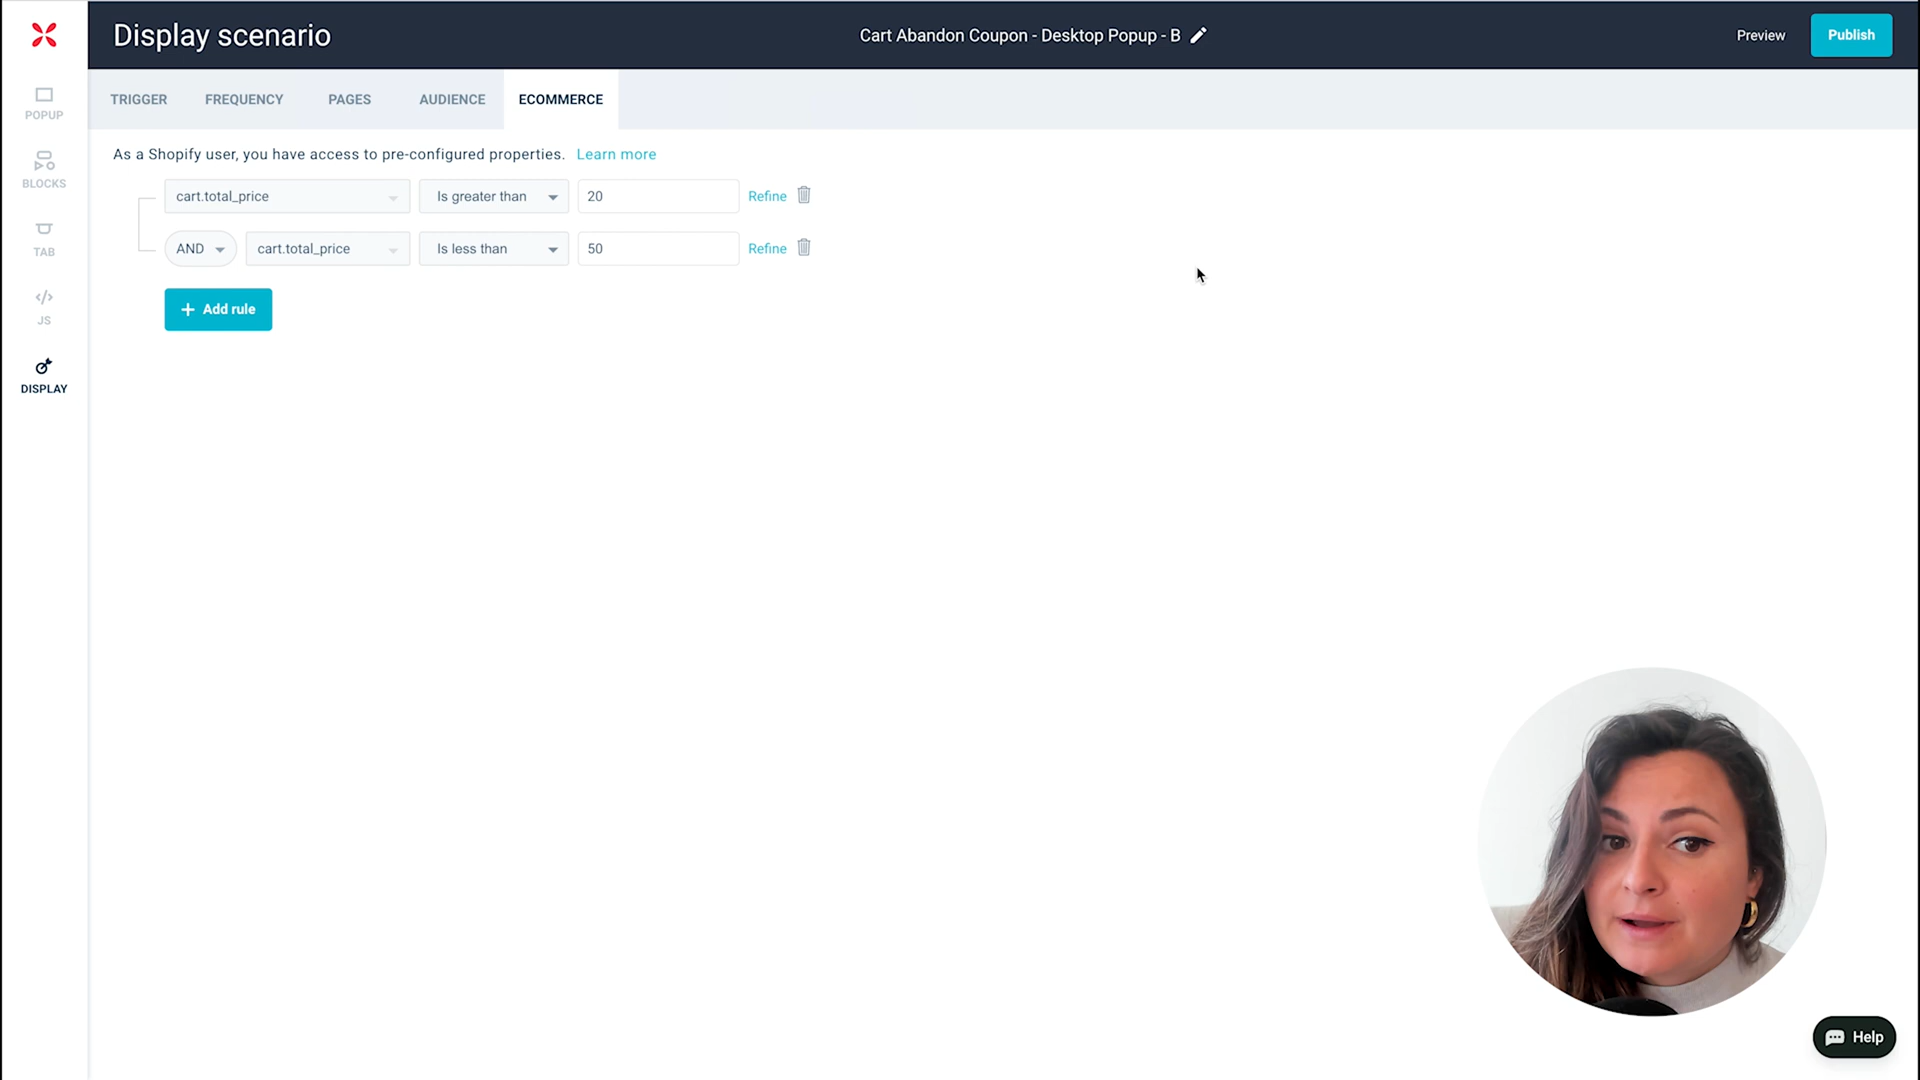 Display scenario
Cart Abandon Coupon - Desktop Popup - B
Preview
Publish
POPUP
BLOCKS
TAB
JS
DISPLAY
TRIGGER
FREQUENCY
PAGES
AUDIENCE
ECOMMERCE
As a Shopify user, you have access to pre-configured properties. Learn more
cart.total_price Is greater than 20 Refine
AND cart.total_price Is less than 50 Refine
+ Add rule
Help